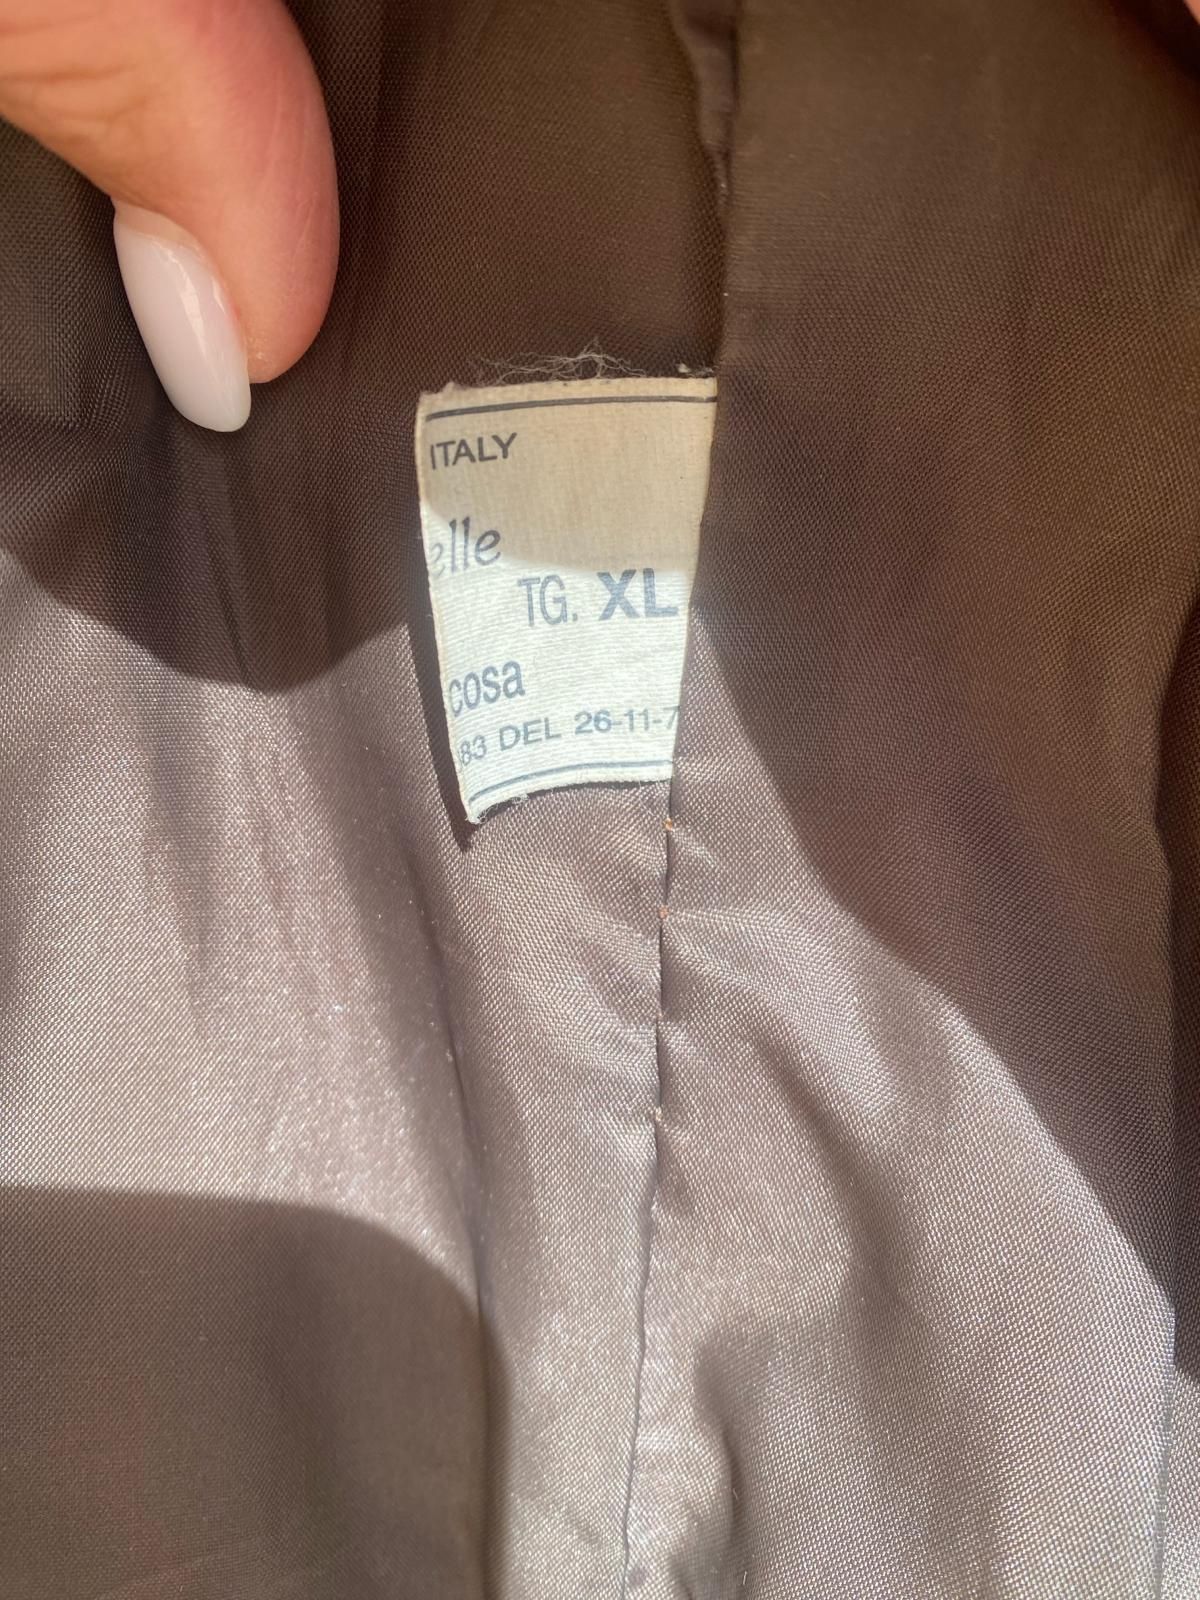 ITALY
elle
TG. XL
cosa
83 DEL 26-11-7